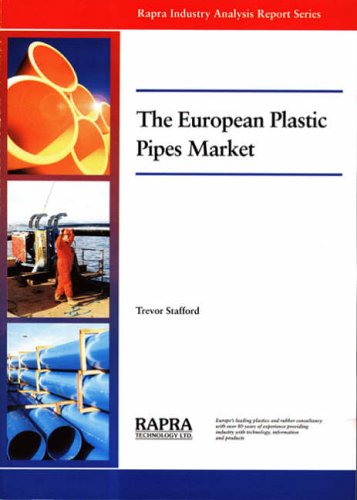 Rapra Industry Analysis Report Series
The European Plastic
Pipes Market
Trevor Stafford
RAPRA
TECHNOLOGY LTD.
Europe's leading plastics and rubber consultancy
with over 80 years of experience providing
industry with technology, information
and products